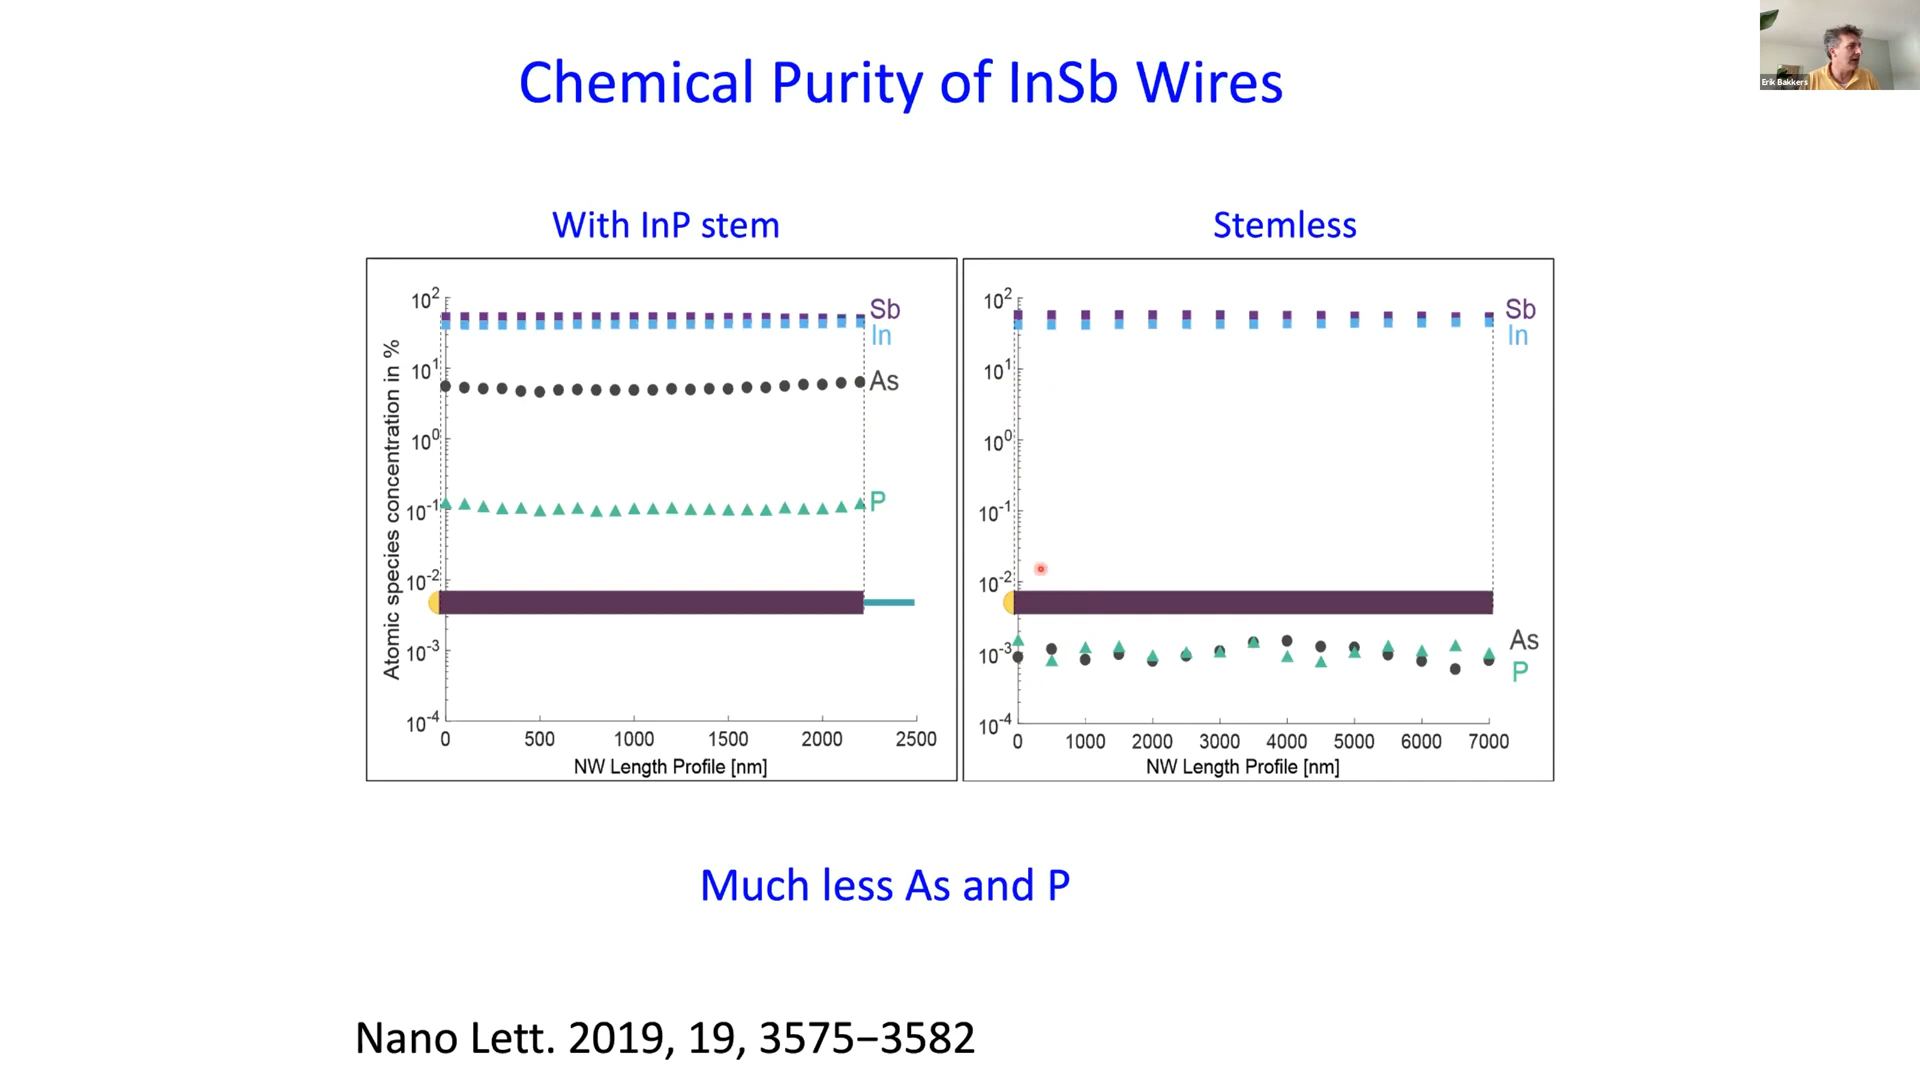 Chemical Purity of InSb Wires
Erik Bakkers
With InP stem
Stemless
Atomic species concentration in %
10²
10¹
10⁰
10⁻¹
10⁻²
10⁻³
10⁻⁴
Sb
In
As
P
0 500 1000 1500 2000 2500
NW Length Profile [nm]
10²
10¹
10⁰
10⁻¹
10⁻²
10⁻³
10⁻⁴
Sb
In
As
P
0 1000 2000 3000 4000 5000 6000 7000
NW Length Profile [nm]
Much less As and P
Nano Lett. 2019, 19, 3575−3582